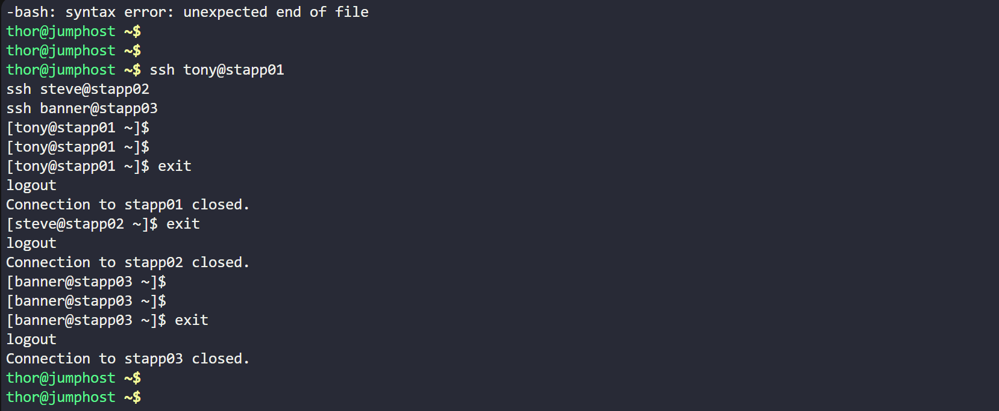 -bash: syntax error: unexpected end of file
thor@jumphost ~$
thor@jumphost ~$
thor@jumphost ~$ ssh tony@stapp01
ssh steve@stapp02
ssh banner@stapp03
[tony@stapp01 ~]$
[tony@stapp01 ~]$
[tony@stapp01 ~]$ exit
logout
Connection to stapp01 closed.
[steve@stapp02 ~]$ exit
logout
Connection to stapp02 closed.
[banner@stapp03 ~]$
[banner@stapp03 ~]$
[banner@stapp03 ~]$ exit
logout
Connection to stapp03 closed.
thor@jumphost ~$
thor@jumphost ~$